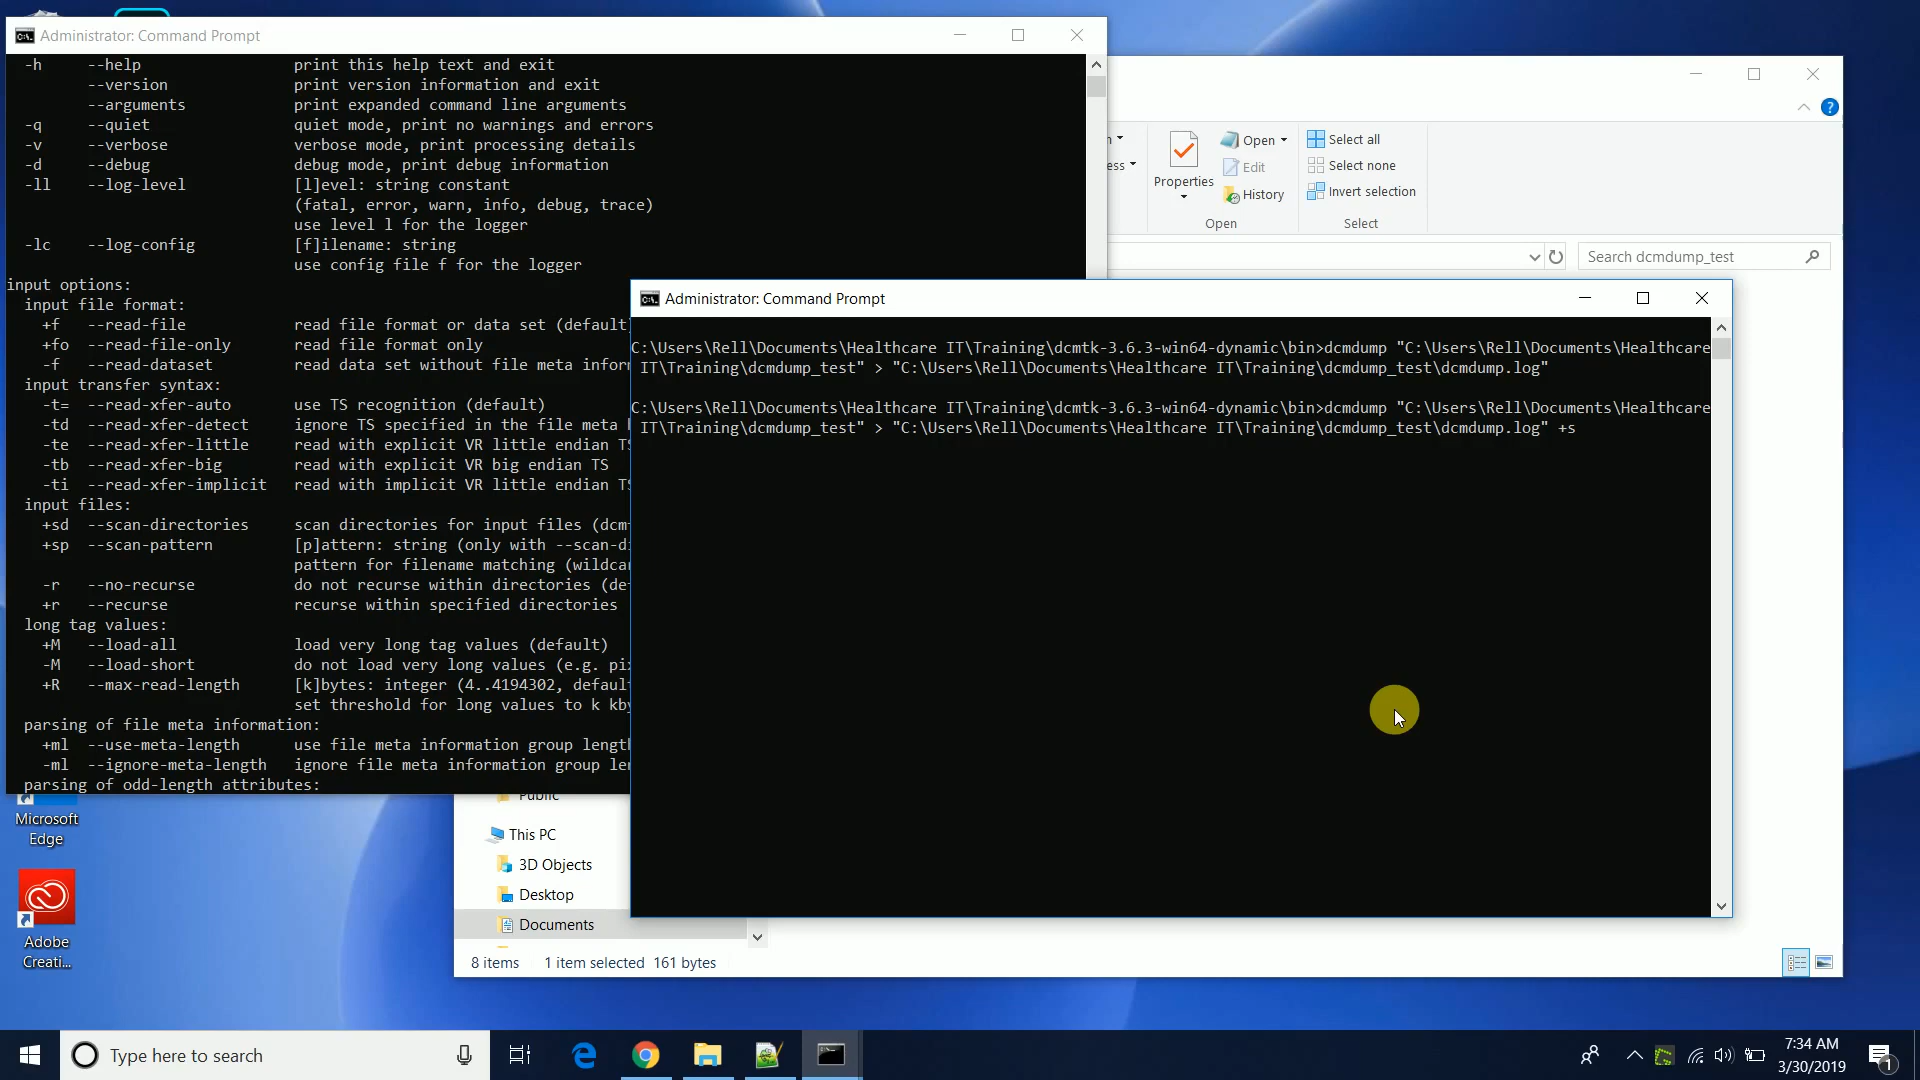 Administrator: Command Prompt
-h --help print this help text and exit
--version print version information and exit
--arguments print expanded command line arguments
-q --quiet quiet mode, print no warnings and errors
-v --verbose verbose mode, print processing details
-d --debug debug mode, print debug information
-ll --log-level [l]evel: string constant
(fatal, error, warn, info, debug, trace)
use level l for the logger
-lc --log-config [f]ilename: string
use config file f for the logger
input options:
input file format:
+f --read-file read file format or data set (default
+fo --read-file-only read file format only
-f --read-dataset read data set without file meta infor
input transfer syntax:
-t= --read-xfer-auto use TS recognition (default)
-td --read-xfer-detect ignore TS specified in the file meta
-te --read-xfer-little read with explicit VR little endian TS
-tb --read-xfer-big read with explicit VR big endian TS
-ti --read-xfer-implicit read with implicit VR little endian TS
input files:
+sd --scan-directories scan directories for input files (dcm
+sp --scan-pattern [p]attern: string (only with --scan-di
pattern for filename matching (wildca
-r --no-recurse do not recurse within directories (de
+r --recurse recurse within specified directories
long tag values:
+M --load-all load very long tag values (default)
-M --load-short do not load very long values (e.g. pi
+R --max-read-length [k]bytes: integer (4..4194302, defaul
set threshold for long values to k kby
parsing of file meta information:
+ml --use-meta-length use file meta information group lengt
-ml --ignore-meta-length ignore file meta information group le
parsing of odd-length attributes:
ess
Properties
Open
Edit
History
Open
Select all
Select none
Invert selection
Select
Search dcmdump_test
Administrator: Command Prompt
C:\Users\Rell\Documents\Healthcare IT\Training\dcmtk-3.6.3-win64-dynamic\bin>dcmdump "C:\Users\Rell\Documents\Healthcare
IT\Training\dcmdump_test" > "C:\Users\Rell\Documents\Healthcare IT\Training\dcmdump_test\dcmdump.log"
C:\Users\Rell\Documents\Healthcare IT\Training\dcmtk-3.6.3-win64-dynamic\bin>dcmdump "C:\Users\Rell\Documents\Healthcare
IT\Training\dcmdump_test" > "C:\Users\Rell\Documents\Healthcare IT\Training\dcmdump_test\dcmdump.log" +s
Public
This PC
3D Objects
Desktop
Documents
8 items 1 item selected 161 bytes
Microsoft
Edge
Adobe
Creati...
Type here to search
7:34 AM
3/30/2019
1